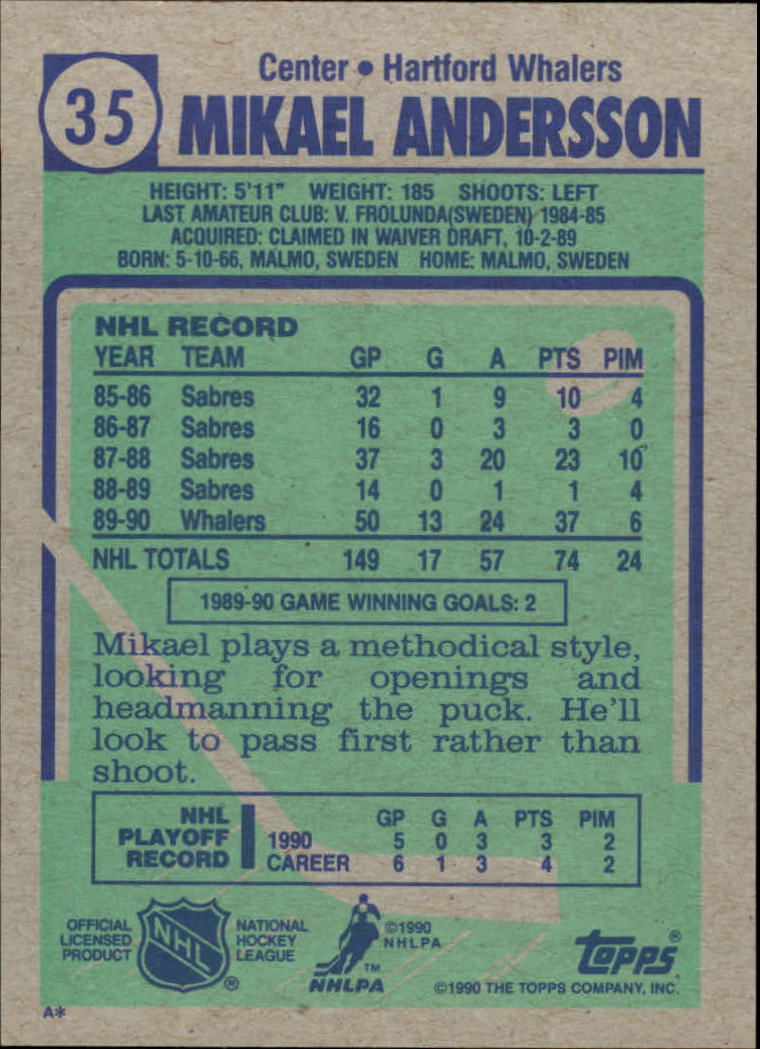 35
Center • Hartford Whalers
MIKAEL ANDERSSON
HEIGHT: 5'11" WEIGHT: 185 SHOOTS: LEFT
LAST AMATEUR CLUB: V. FROLUNDA(SWEDEN) 1984-85
ACQUIRED: CLAIMED IN WAIVER DRAFT, 10-2-89
BORN: 5-10-66, MALMO, SWEDEN HOME: MALMO, SWEDEN
NHL RECORD
YEAR TEAM GP G A PTS PIM
85-86 Sabres 32 1 9 10 4
86-87 Sabres 16 0 3 3 0
87-88 Sabres 37 3 20 23 10
88-89 Sabres 14 0 1 1 4
89-90 Whalers 50 13 24 37 6
NHL TOTALS 149 17 57 74 24
1989-90 GAME WINNING GOALS: 2
Mikael plays a methodical style,
looking for openings and
headmanning the puck. He'll
look to pass first rather than
shoot.
NHL PLAYOFF RECORD
GP G A PTS PIM
1990 5 0 3 3 2
CAREER 6 1 3 4 2
OFFICIAL
LICENSED
PRODUCT
NHL
®
NATIONAL
HOCKEY
LEAGUE
TM
NHLPA
©1990
NHLPA
topps®
©1990 THE TOPPS COMPANY, INC.
A*